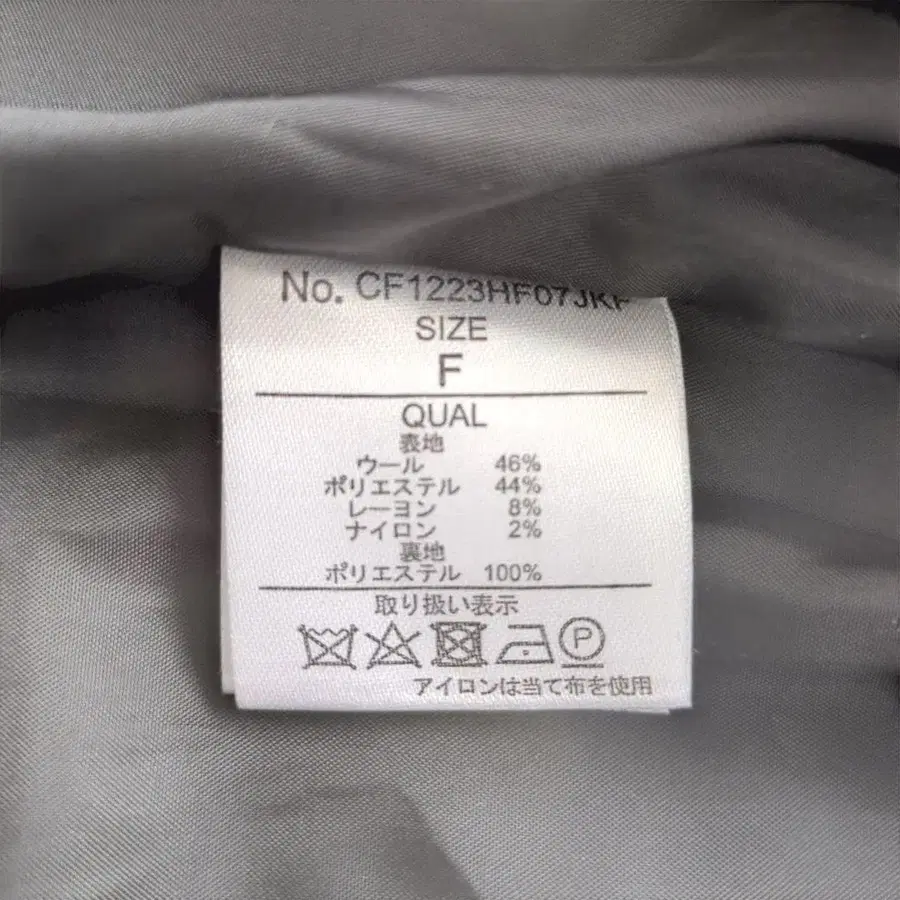 No. CF1223HF07JKF
SIZE
F
QUAL
表地
ウール 46%
ポリエステル 44%
レーヨン 8%
ナイロン 2%
裏地
ポリエステル 100%
取り扱い表示
P
アイロンは当て布を使用